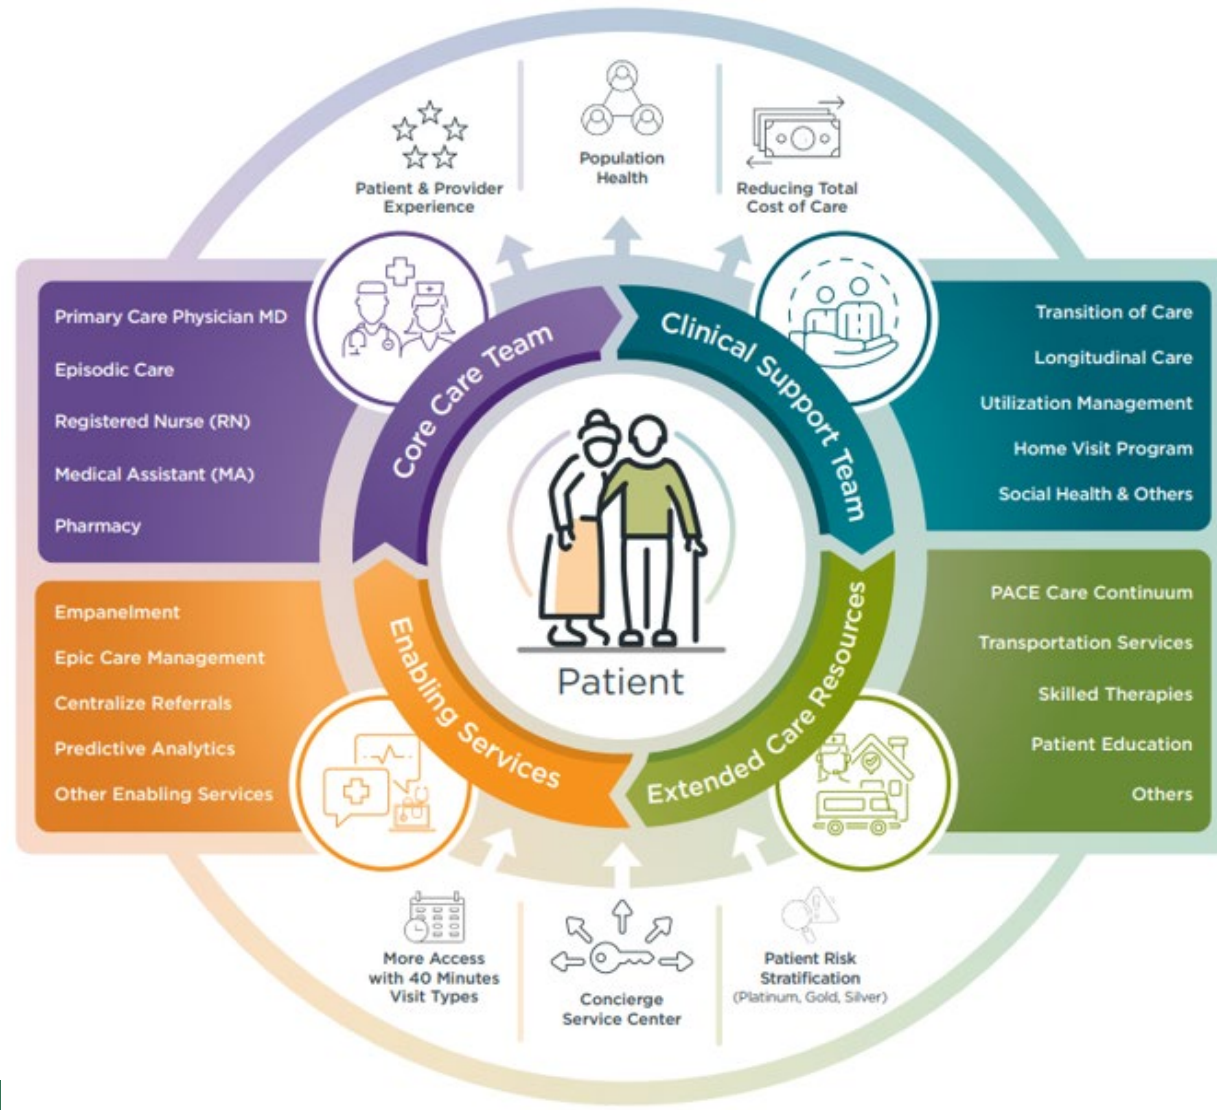 Patient & Provider
Experience
Population
Health
Reducing Total
Cost of Care
Core Care Team
Clinical Support Team
Primary Care Physician MD
Episodic Care
Registered Nurse (RN)
Medical Assistant (MA)
Pharmacy
Transition of Care
Longitudinal Care
Utilization Management
Home Visit Program
Social Health & Others
Patient
Enabling Services
Extended Care Resources
Empanelment
Epic Care Management
Centralize Referrals
Predictive Analytics
Other Enabling Services
PACE Care Continuum
Transportation Services
Skilled Therapies
Patient Education
Others
More Access
with 40 Minutes
Visit Types
Concierge
Service Center
Patient Risk
Stratification
(Platinum, Gold, Silver)